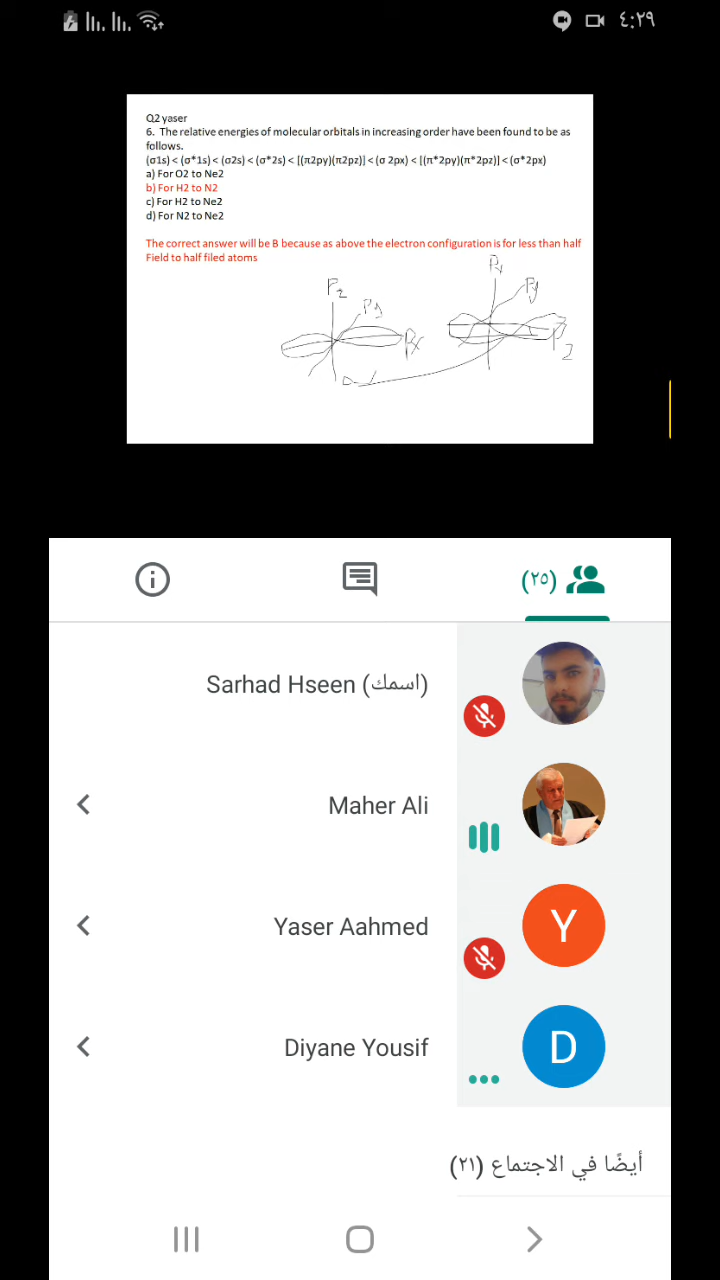 ٤:٢٩
Q2 yaser
6. The relative energies of molecular orbitals in increasing order have been found to be as
follows.
(σ1s) < (σ*1s) < (σ2s) < (σ*2s) < [(π2py)(π2pz)] < (σ 2px) < [(π*2py)(π*2pz)] < (σ*2px)
a) For O2 to Ne2
b) For H2 to N2
c) For H2 to Ne2
d) For N2 to Ne2
The correct answer will be B because as above the electron configuration is for less than half
Field to half filed atoms
Pz Py Px
Py Pz
(٢٥)
Sarhad Hseen (اسمك)
Maher Ali
Yaser Aahmed
Y
Diyane Yousif
D
أيضًا في الاجتماع (٢١)